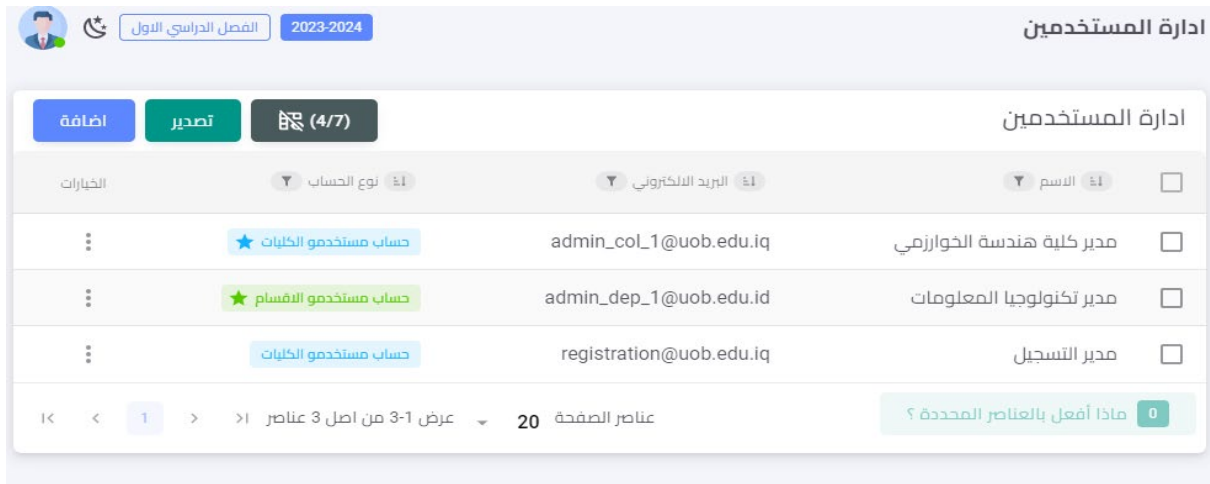 ادارة المستخدمين
2023-2024
الفصل الدراسي الاول
ادارة المستخدمين
(4/7)
تصدير
اضافة
الاسم
البريد الالكتروني
نوع الحساب
الخيارات
مدير كلية هندسة الخوارزمي
admin_col_1@uob.edu.iq
حساب مستخدمو الكليات
مدير تكنولوجيا المعلومات
admin_dep_1@uob.edu.id
حساب مستخدمو الاقسام
مدير التسجيل
registration@uob.edu.iq
حساب مستخدمو الكليات
0 ماذا أفعل بالعناصر المحددة ؟
عناصر الصفحة 20
عرض 1-3 من اصل 3 عناصر
1